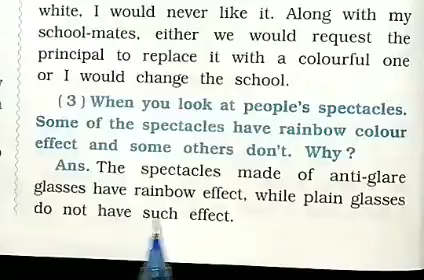 white. I would never like it. Along with my
school-mates, either we would request the
principal to replace it with a colourful one
or I would change the school.
(3) When you look at people's spectacles.
Some of the spectacles have rainbow colour
effect and some others don't. Why?
Ans. The spectacles made of anti-glare
glasses have rainbow effect, while plain glasses
do not have such effect.